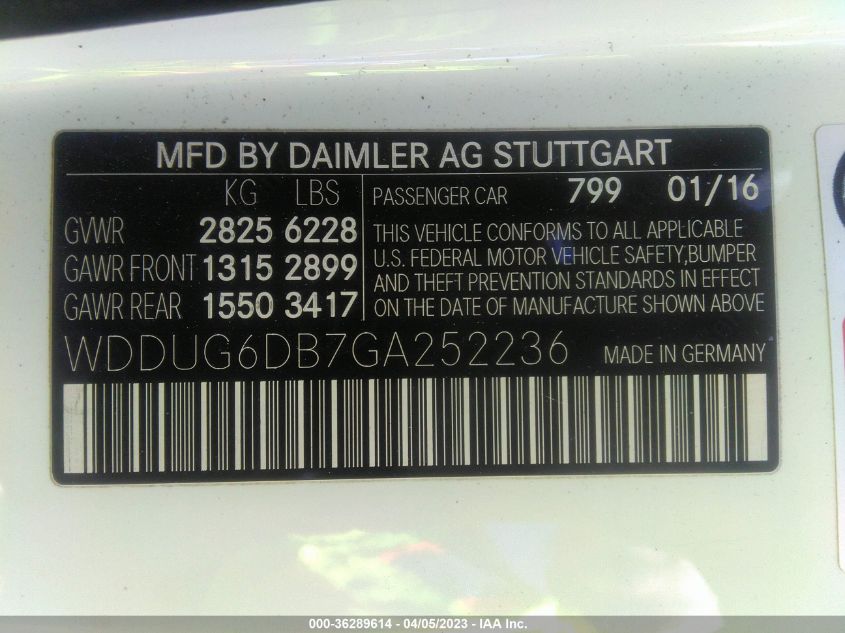 MFD BY DAIMLER AG STUTTGART
KG LBS
GVWR 2825 6228
GAWR FRONT 1315 2899
GAWR REAR 1550 3417
PASSENGER CAR 799 01/16
THIS VEHICLE CONFORMS TO ALL APPLICABLE
U.S. FEDERAL MOTOR VEHICLE SAFETY,BUMPER
AND THEFT PREVENTION STANDARDS IN EFFECT
ON THE DATE OF MANUFACTURE SHOWN ABOVE
WDDUG6DB7GA252236 MADE IN GERMANY
000-36289614 - 04/05/2023 - IAA Inc.